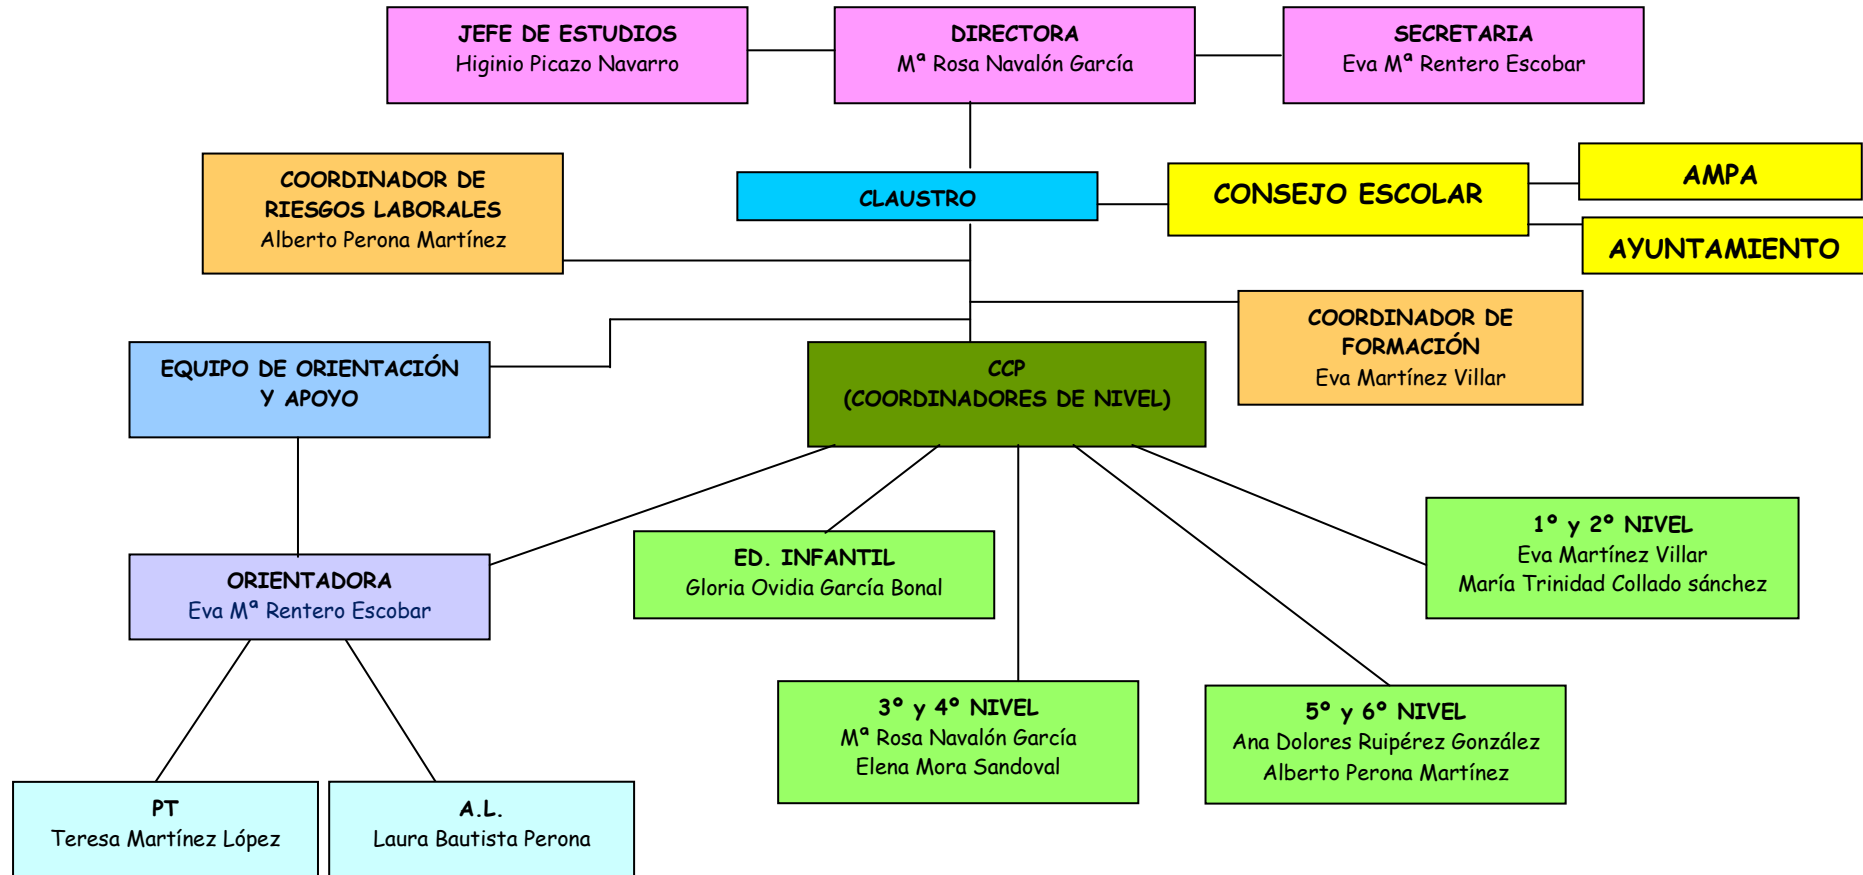 JEFE DE ESTUDIOS
Higinio Picazo Navarro
DIRECTORA
Mª Rosa Navalón García
SECRETARIA
Eva Mª Rentero Escobar
COORDINADOR DE
RIESGOS LABORALES
Alberto Perona Martínez
CLAUSTRO
CONSEJO ESCOLAR
AMPA
AYUNTAMIENTO
COORDINADOR DE
FORMACIÓN
Eva Martínez Villar
EQUIPO DE ORIENTACIÓN
Y APOYO
CCP
(COORDINADORES DE NIVEL)
ORIENTADORA
Eva Mª Rentero Escobar
ED. INFANTIL
Gloria Ovidia García Bonal
1º y 2º NIVEL
Eva Martínez Villar
María Trinidad Collado sánchez
3º y 4º NIVEL
Mª Rosa Navalón García
Elena Mora Sandoval
5º y 6º NIVEL
Ana Dolores Ruipérez González
Alberto Perona Martínez
PT
Teresa Martínez López
A.L.
Laura Bautista Perona